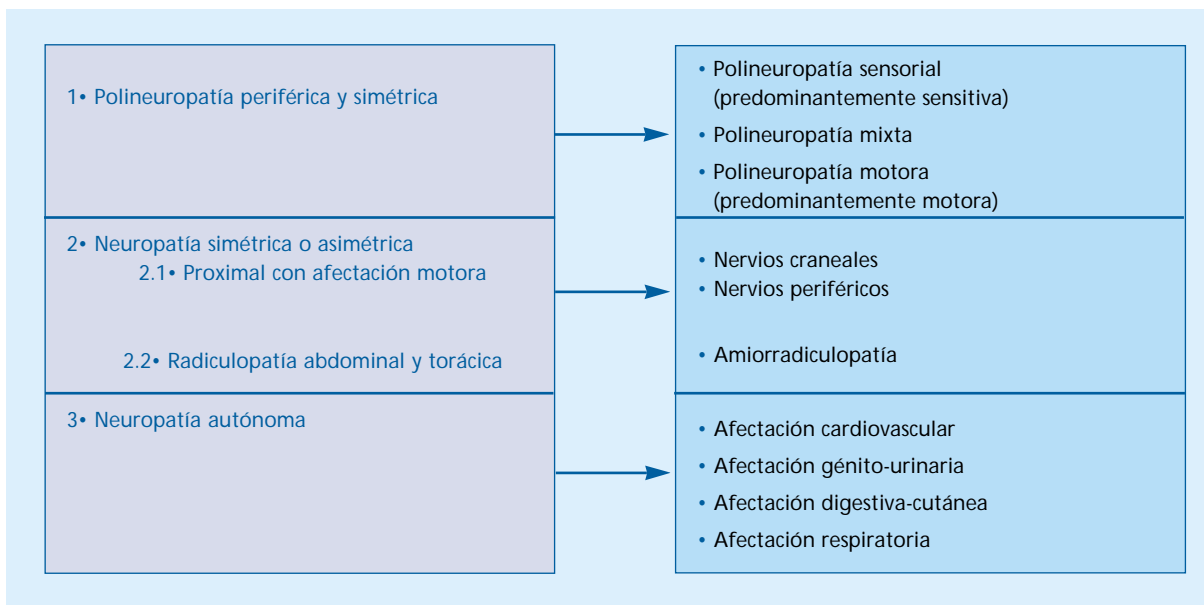 1• Polineuropatía periférica y simétrica
• Polineuropatía sensorial
(predominantemente sensitiva)
• Polineuropatía mixta
• Polineuropatía motora
(predominantemente motora)
2• Neuropatía simétrica o asimétrica
2.1• Proximal con afectación motora
2.2• Radiculopatía abdominal y torácica
• Nervios craneales
• Nervios periféricos
• Amiorradiculopatía
3• Neuropatía autónoma
• Afectación cardiovascular
• Afectación génito-urinaria
• Afectación digestiva-cutánea
• Afectación respiratoria